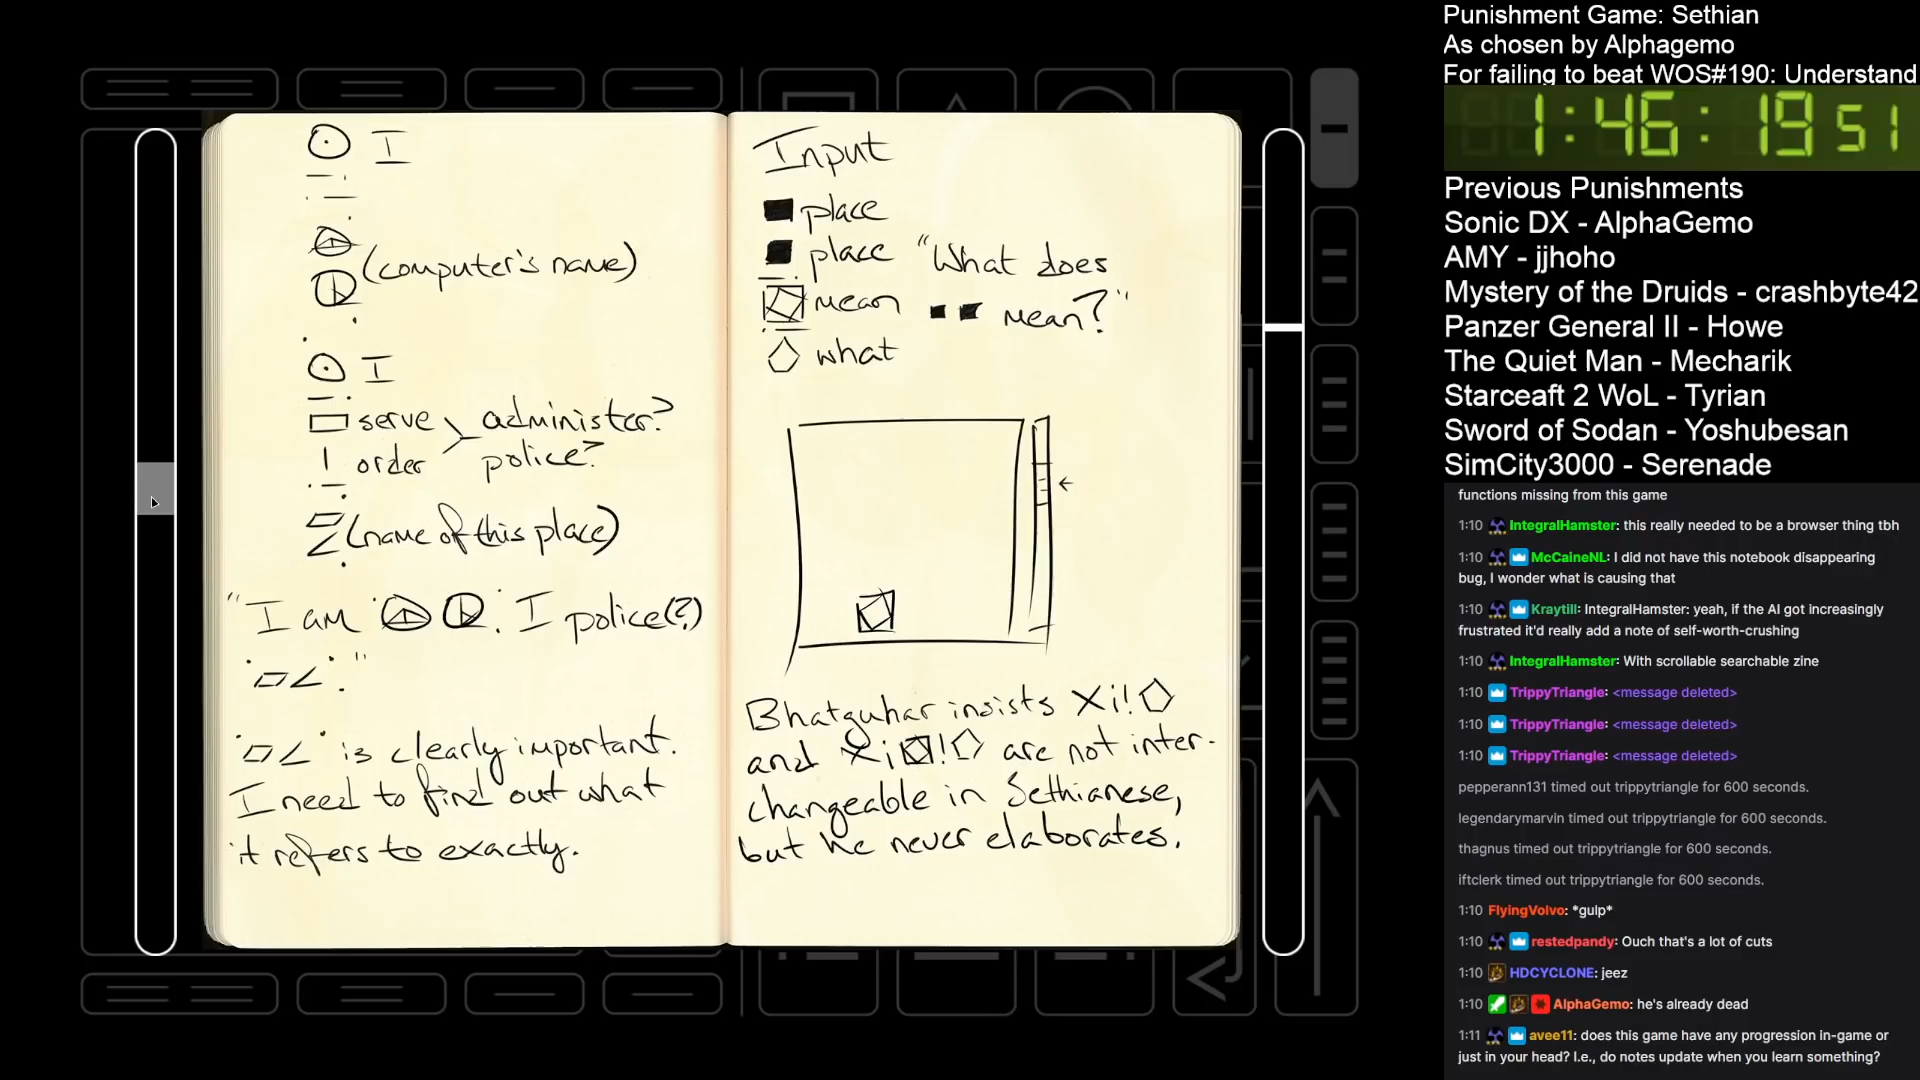 I
(computer's name)
I
serve
administer?
order
police?
(name of this place)
"I am . I police(?)
."
is clearly important.
I need to find out what
it refers to exactly.
Input
place
place
"What does
mean
mean?"
what
Bhatguhar insists Xi!
and Xi ! are not inter-
changeable in Sethianese,
but he never elaborates.
Punishment Game: Sethian
As chosen by Alphagemo
For failing to beat WOS#190: Understand
1:46:19 51
Previous Punishments
Sonic DX - AlphaGemo
AMY - jjhoho
Mystery of the Druids - crashbyte42
Panzer General II - Howe
The Quiet Man - Mecharik
Starceaft 2 WoL - Tyrian
Sword of Sodan - Yoshubesan
SimCity3000 - Serenade
functions missing from this game
1:10 IntegralHamster: this really needed to be a browser thing tbh
1:10 McCaineNL: I did not have this notebook disappearing
bug, I wonder what is causing that
1:10 Kraytill: IntegralHamster: yeah, if the AI got increasingly
frustrated it'd really add a note of self-worth-crushing
1:10 IntegralHamster: With scrollable searchable zine
1:10 TrippyTriangle: <message deleted>
1:10 TrippyTriangle: <message deleted>
1:10 TrippyTriangle: <message deleted>
pepperann131 timed out trippytriangle for 600 seconds.
legendarymarvin timed out trippytriangle for 600 seconds.
thagnus timed out trippytriangle for 600 seconds.
iftclerk timed out trippytriangle for 600 seconds.
1:10 FlyingVolvo: *gulp*
1:10 restedpandy: Ouch that's a lot of cuts
1:10 HDCYCLONE: jeez
1:10 AlphaGemo: he's already dead
1:11 avee11: does this game have any progression in-game or
just in your head? I.e., do notes update when you learn something?